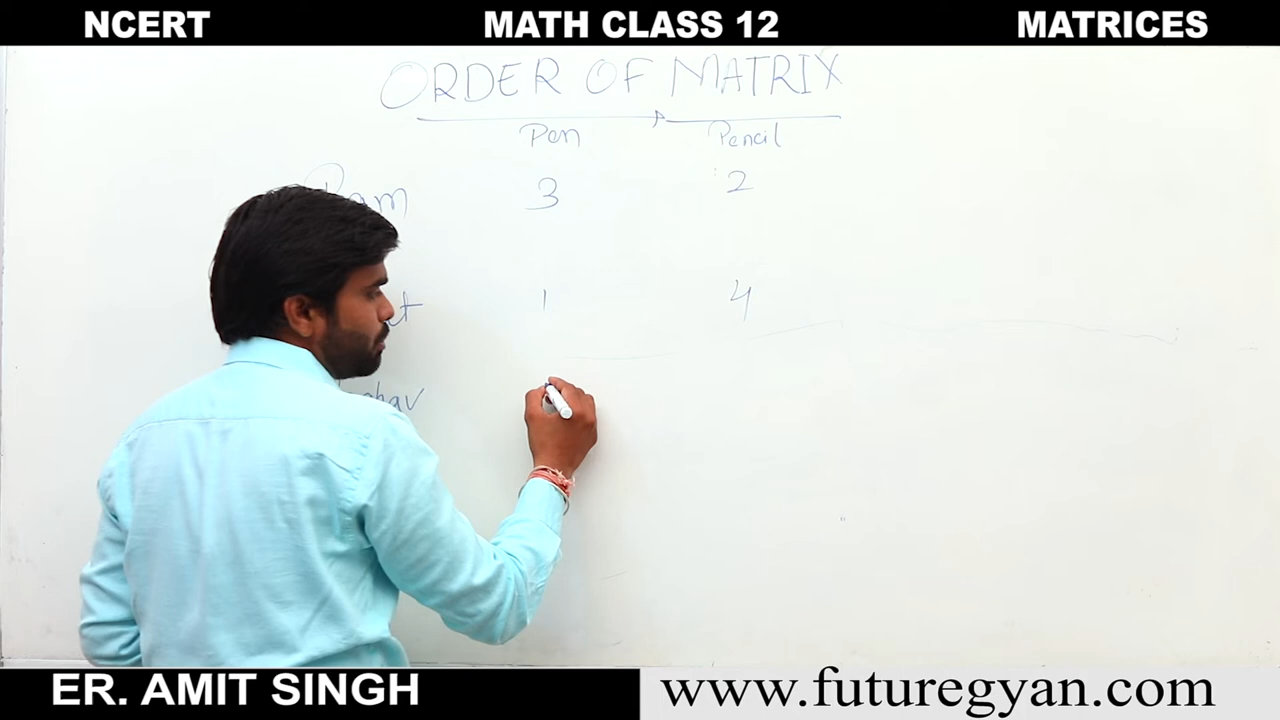 NCERT MATH CLASS 12 MATRICES
ORDER OF MATRIX
Pen Pencil
3 2
1 4
ER. AMIT SINGH www.futuregyan.com